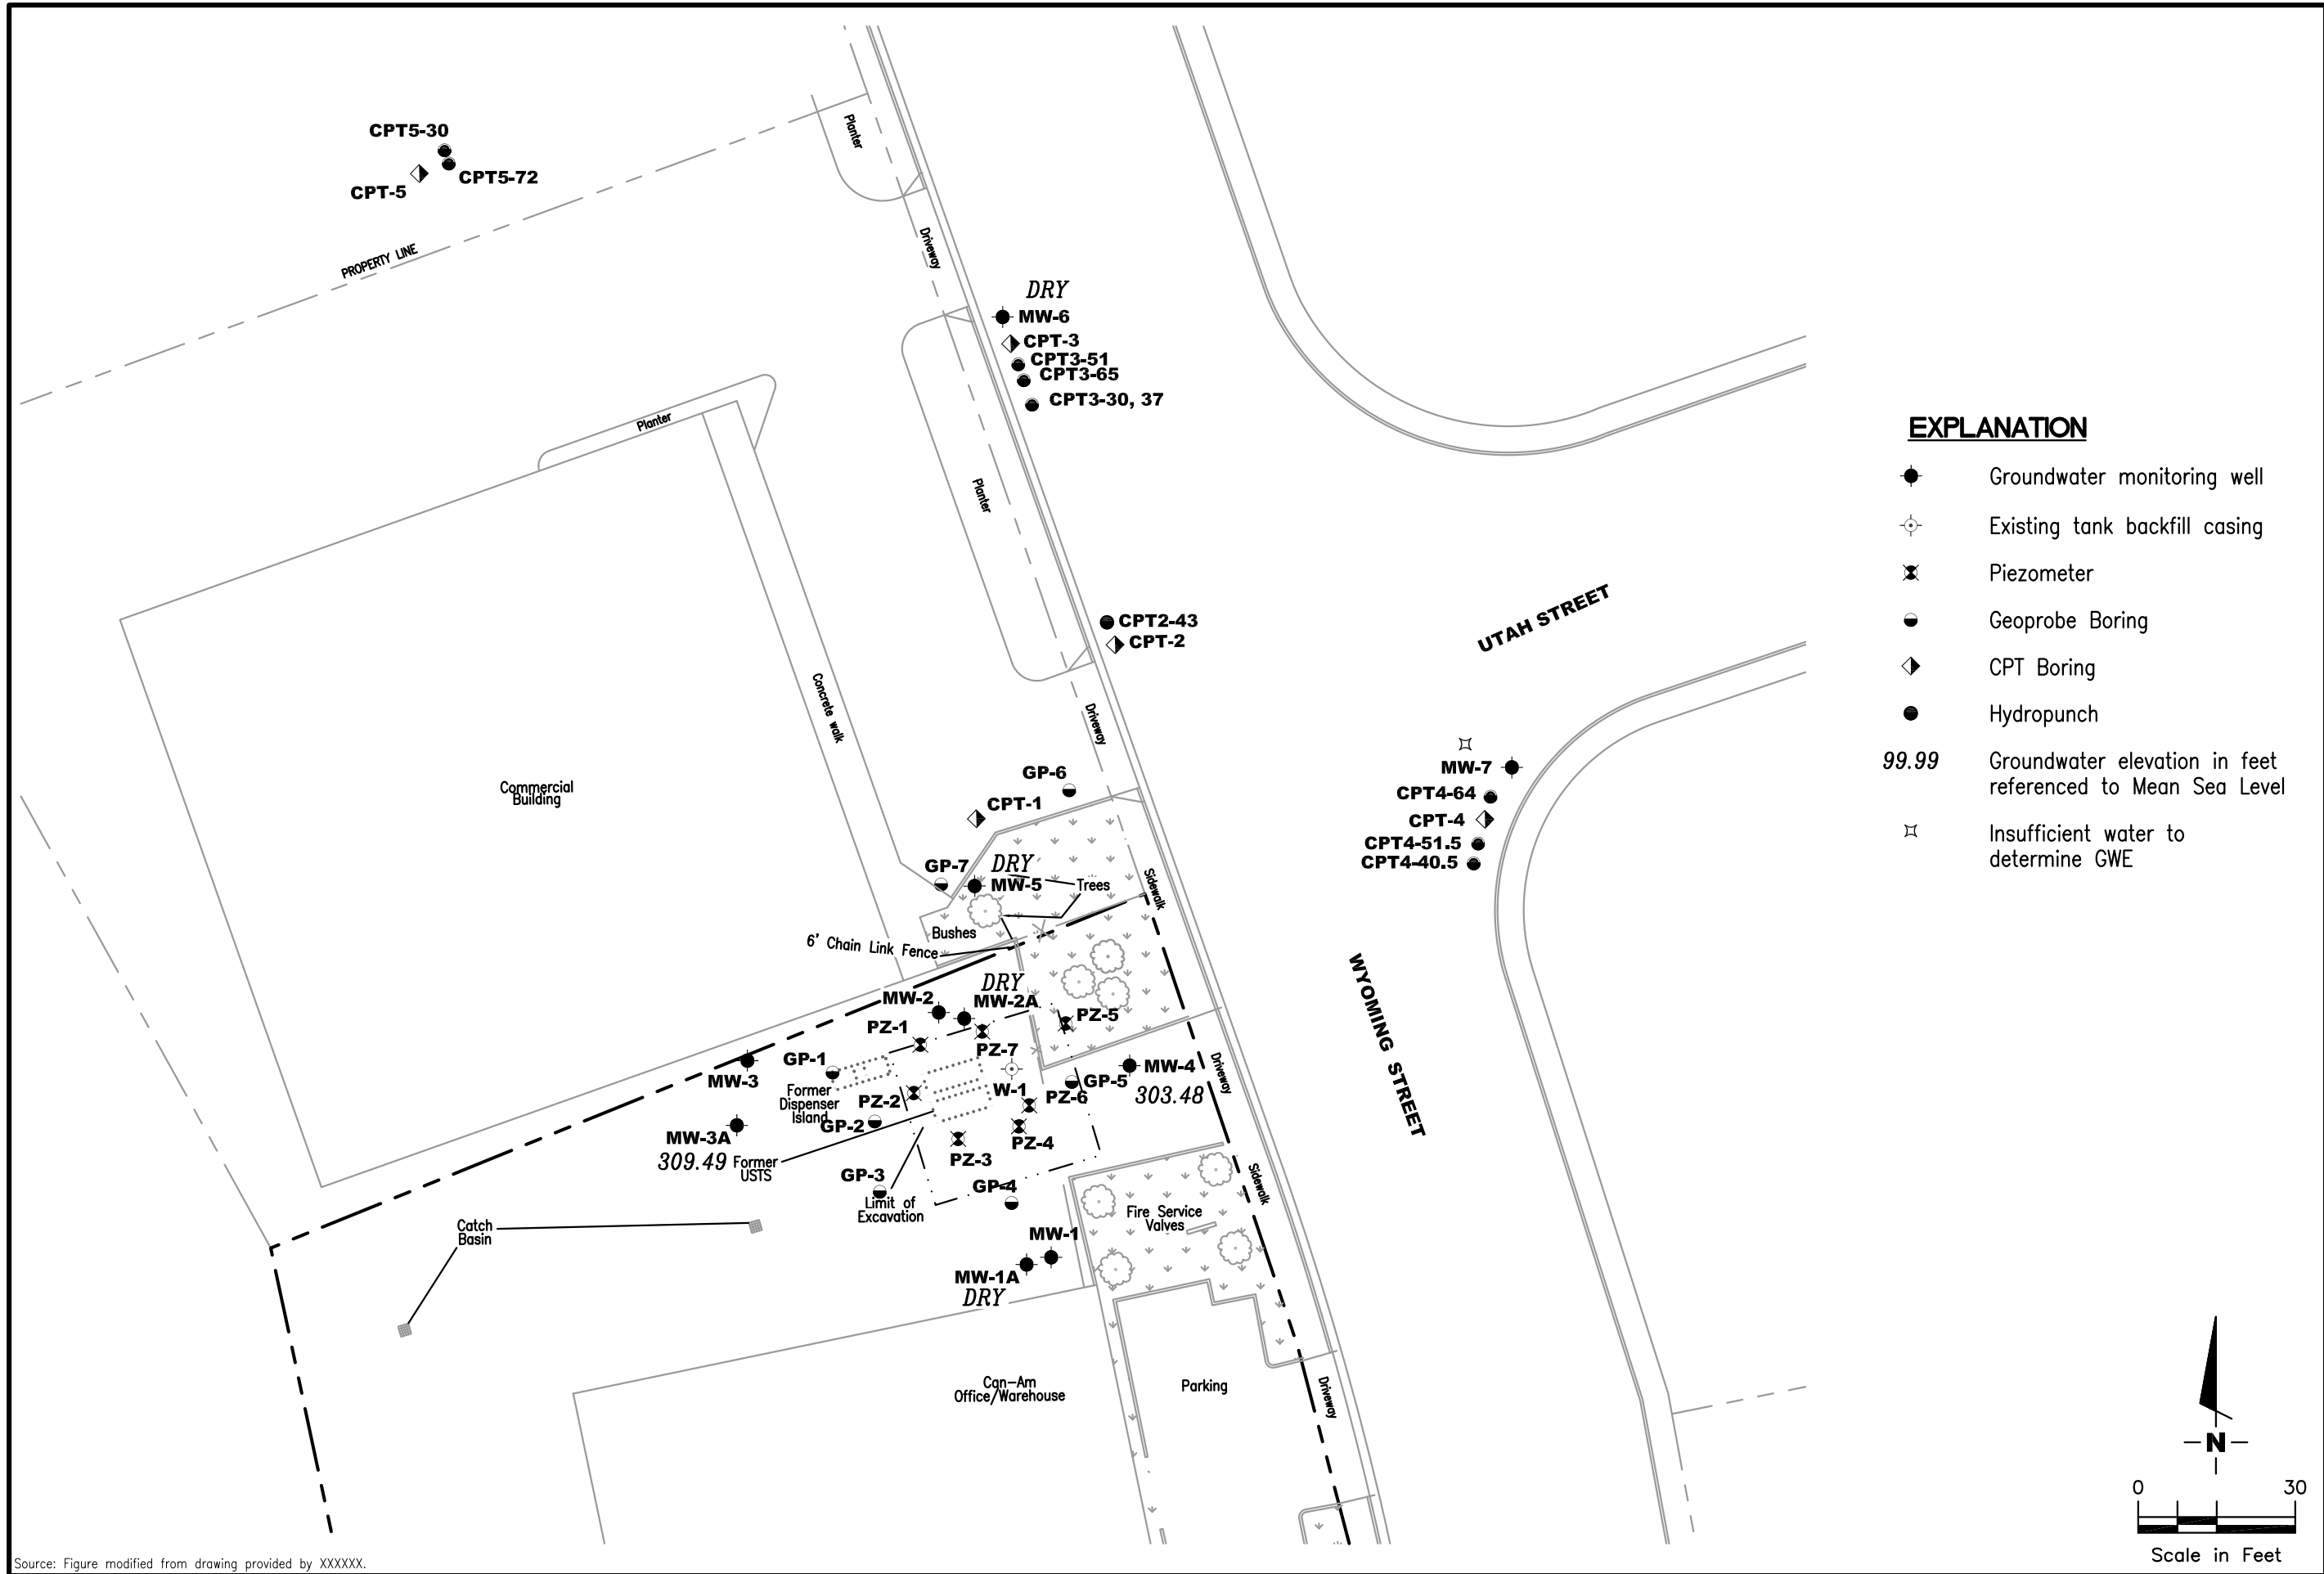 CPT5-30
CPT5-72
CPT-5
PROPERTY LINE
Planter
Driveway
DRY
MW-6
CPT-3
CPT3-51
CPT3-65
CPT3-30, 37
Planter
Planter
CPT2-43
CPT-2
UTAH STREET
Concrete walk
Driveway
Commercial
Building
GP-6
CPT-1
MW-7
CPT4-64
CPT-4
CPT4-51.5
CPT4-40.5
GP-7
DRY
MW-5
Trees
Sidewalk
Bushes
6' Chain Link Fence
WYOMING STREET
DRY
MW-2
MW-2A
PZ-1
PZ-5
PZ-7
GP-1
MW-3
MW-4
303.48
Driveway
Former
Dispenser
Island
PZ-2
W-1
PZ-6
GP-5
GP-2
MW-3A
309.49
Former
USTS
PZ-3
PZ-4
GP-3
GP-4
Limit of
Excavation
Sidewalk
Fire Service
Valves
Catch
Basin
MW-1
MW-1A
DRY
Can-Am
Office/Warehouse
Parking
Driveway
EXPLANATION
Groundwater monitoring well
Existing tank backfill casing
Piezometer
Geoprobe Boring
CPT Boring
Hydropunch
99.99 Groundwater elevation in feet
referenced to Mean Sea Level
Insufficient water to
determine GWE
N
0 30
Scale in Feet
Source: Figure modified from drawing provided by XXXXXX.